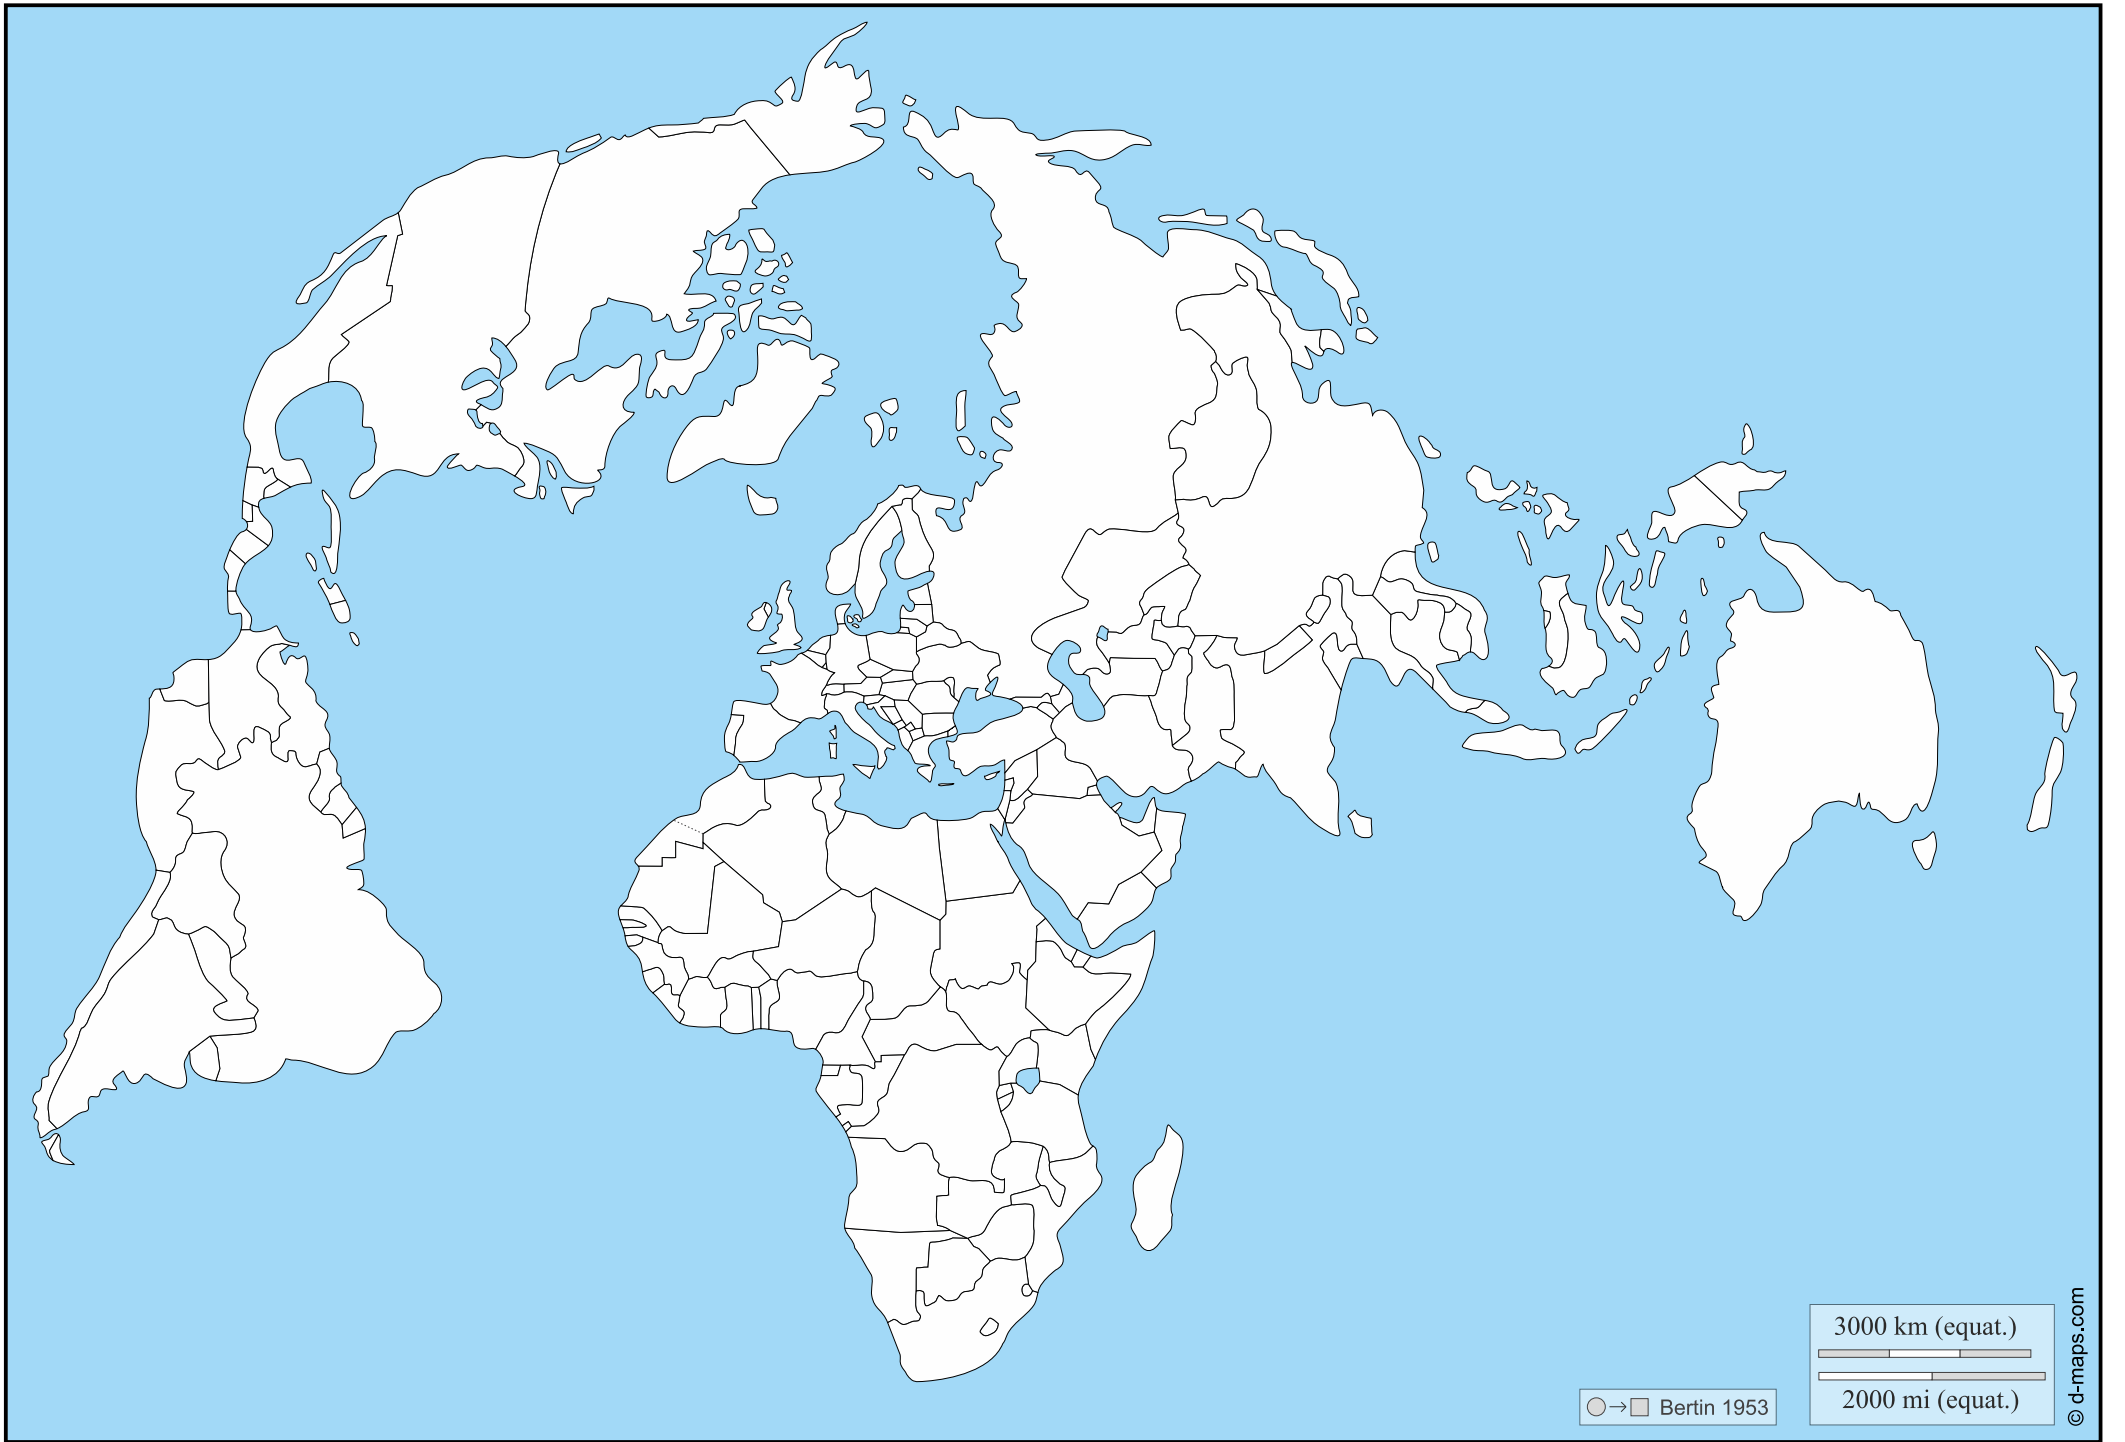 3000 km (equat.)
2000 mi (equat.)
Bertin 1953
© d-maps.com